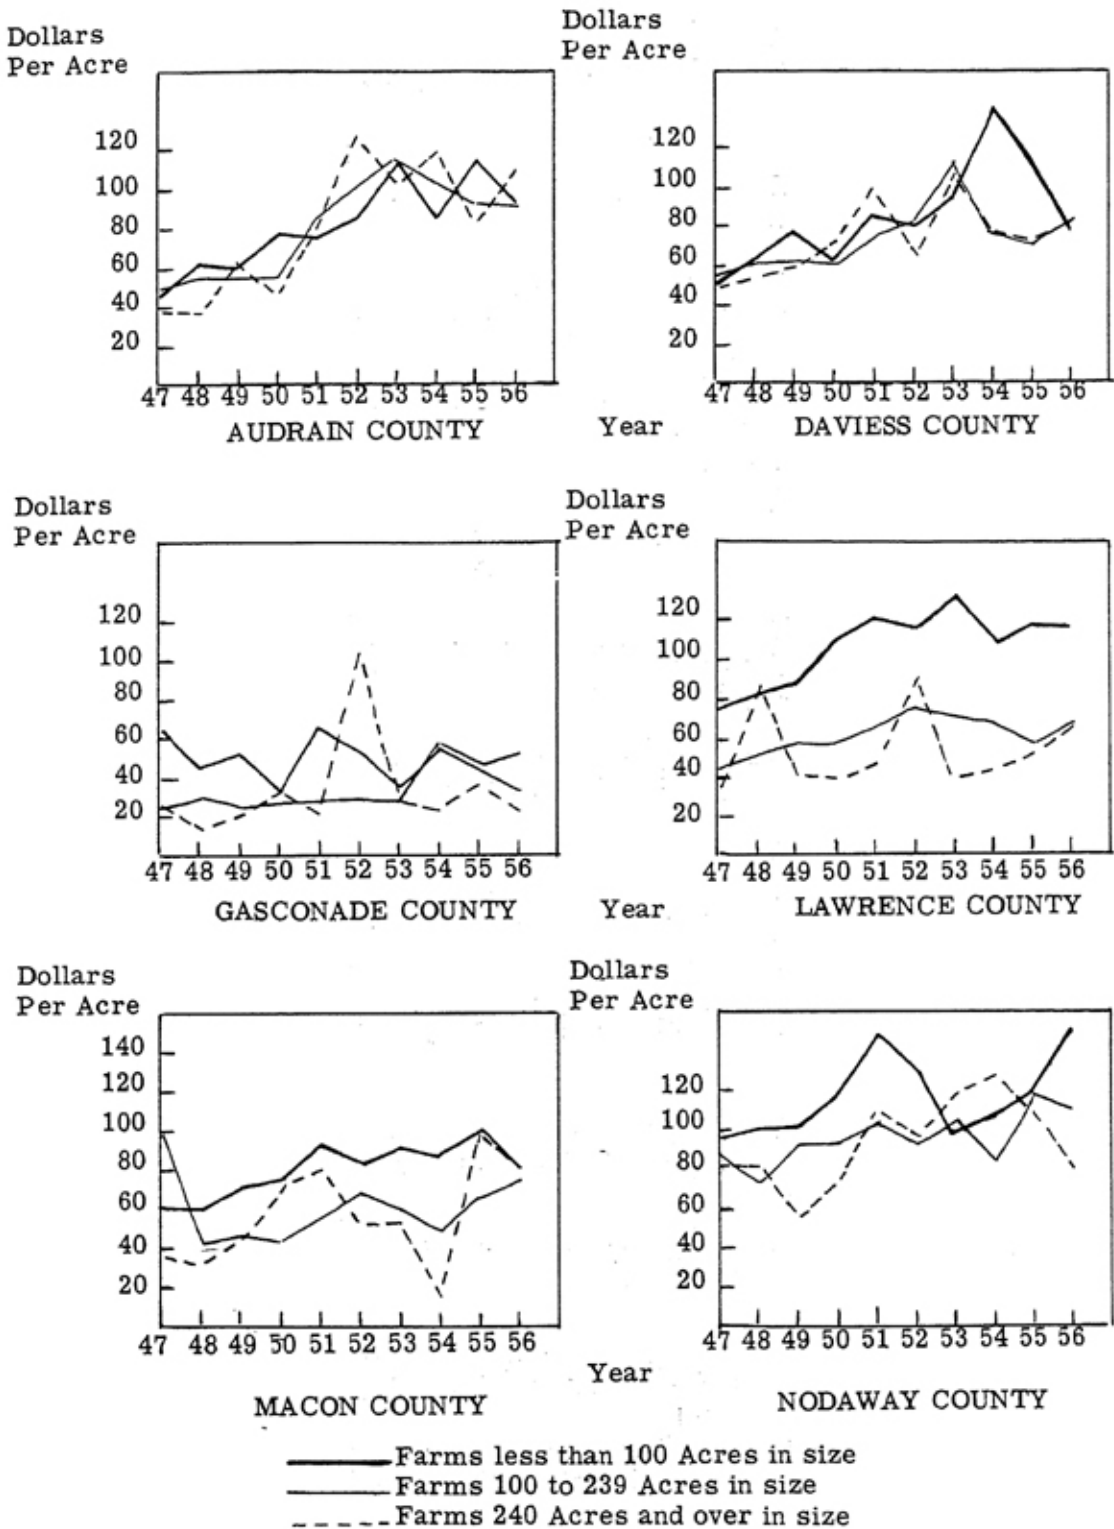 Dollars
Per Acre
120
100
80
60
40
20
47 48 49 50 51 52 53 54 55 56
AUDRAIN COUNTY
Year
Dollars
Per Acre
120
100
80
60
40
20
47 48 49 50 51 52 53 54 55 56
DAVIESS COUNTY
Dollars
Per Acre
120
100
80
60
40
20
47 48 49 50 51 52 53 54 55 56
GASCONADE COUNTY
Year
Dollars
Per Acre
120
100
80
60
40
20
47 48 49 50 51 52 53 54 55 56
LAWRENCE COUNTY
Dollars
Per Acre
140
120
100
80
60
40
20
47 48 49 50 51 52 53 54 55 56
MACON COUNTY
Year
Dollars
Per Acre
120
100
80
60
40
20
47 48 49 50 51 52 53 54 55 56
NODAWAY COUNTY
Farms less than 100 Acres in size
Farms 100 to 239 Acres in size
Farms 240 Acres and over in size